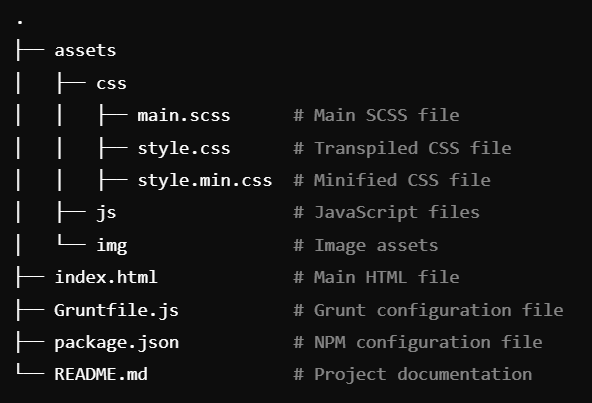 .
├── assets
│   ├── css
│   │   ├── main.scss      # Main SCSS file
│   │   ├── style.css      # Transpiled CSS file
│   │   ├── style.min.css  # Minified CSS file
│   ├── js                 # JavaScript files
│   └── img                # Image assets
├── index.html             # Main HTML file
├── Gruntfile.js           # Grunt configuration file
├── package.json           # NPM configuration file
└── README.md              # Project documentation